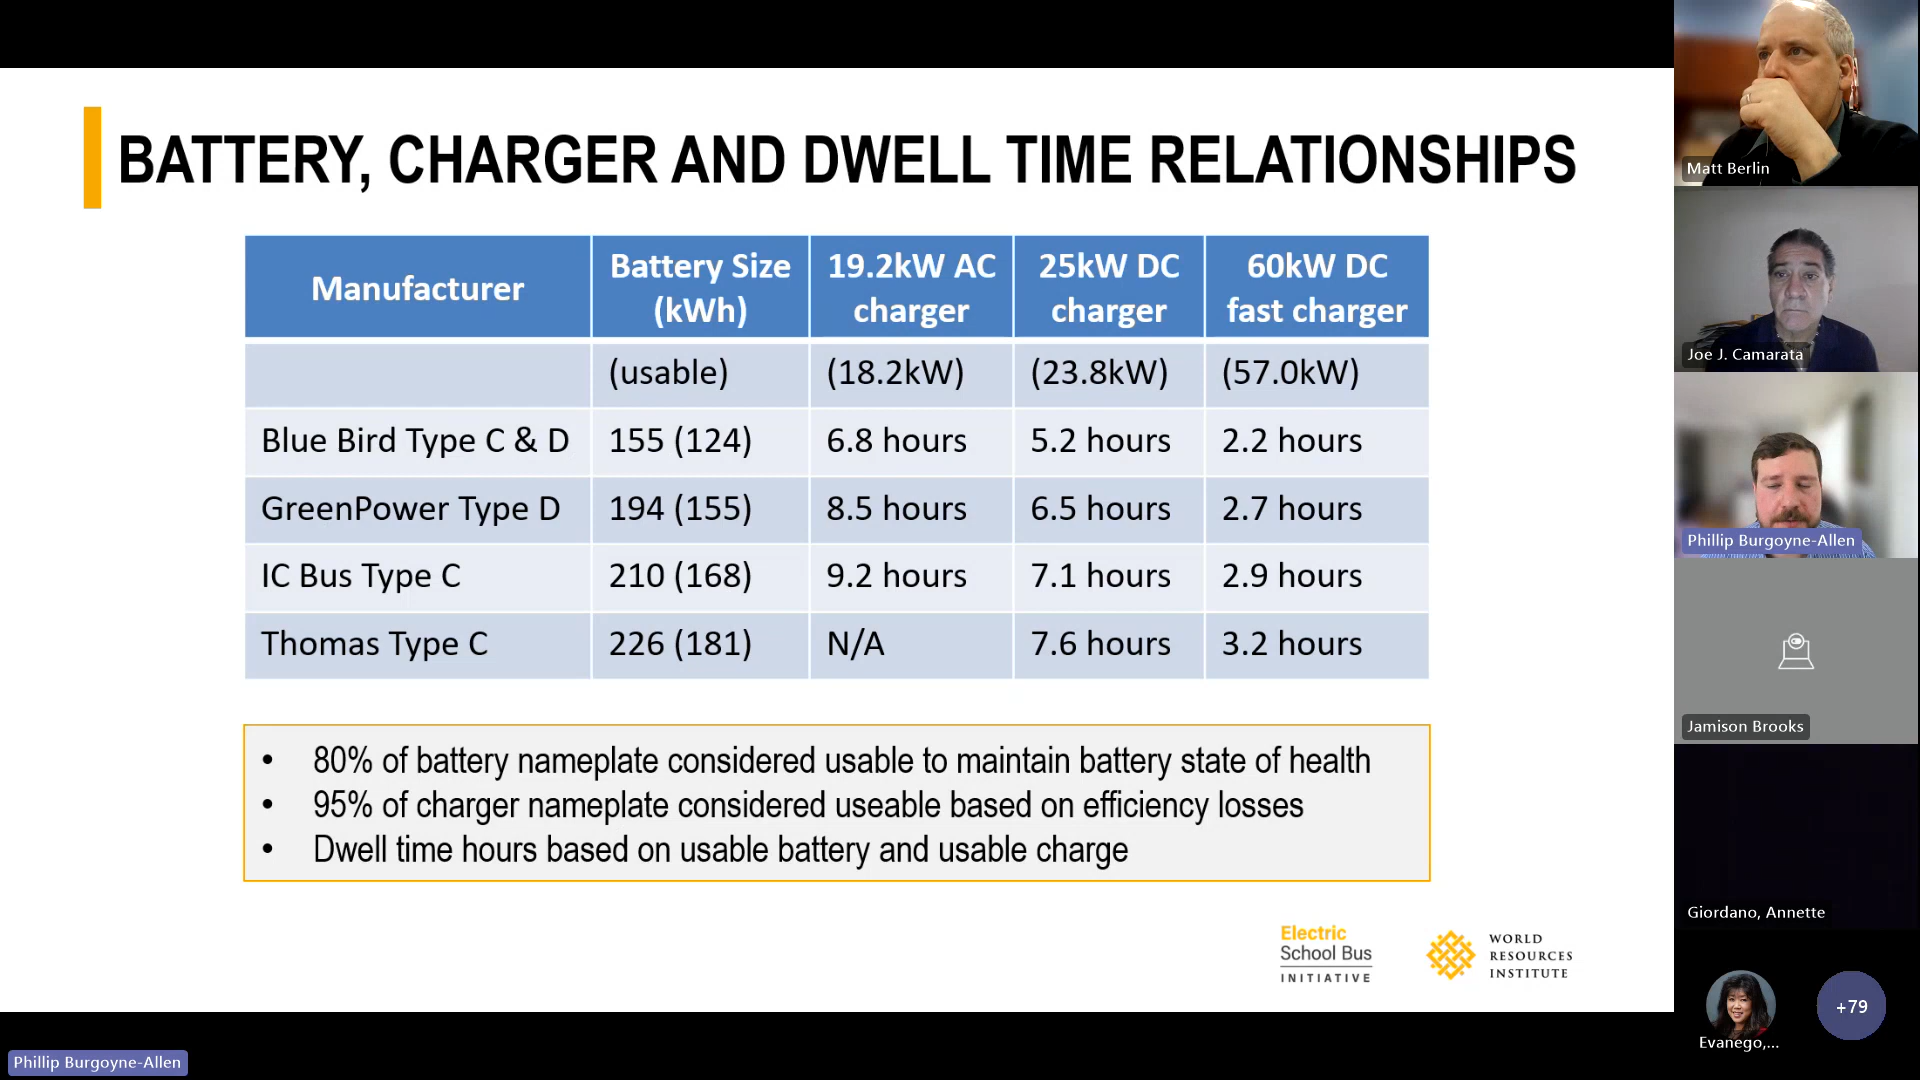 BATTERY, CHARGER AND DWELL TIME RELATIONSHIPS
Manufacturer
Battery Size
(kWh)
19.2kW AC
charger
25kW DC
charger
60kW DC
fast charger
(usable) (18.2kW) (23.8kW) (57.0kW)
Blue Bird Type C & D 155 (124) 6.8 hours 5.2 hours 2.2 hours
GreenPower Type D 194 (155) 8.5 hours 6.5 hours 2.7 hours
IC Bus Type C 210 (168) 9.2 hours 7.1 hours 2.9 hours
Thomas Type C 226 (181) N/A 7.6 hours 3.2 hours
• 80% of battery nameplate considered usable to maintain battery state of health
• 95% of charger nameplate considered useable based on efficiency losses
• Dwell time hours based on usable battery and usable charge
Electric
School Bus
INITIATIVE
WORLD
RESOURCES
INSTITUTE
Matt Berlin
Joe J. Camarata
Phillip Burgoyne-Allen
Jamison Brooks
Giordano, Annette
Evanego,...
+79
Phillip Burgoyne-Allen